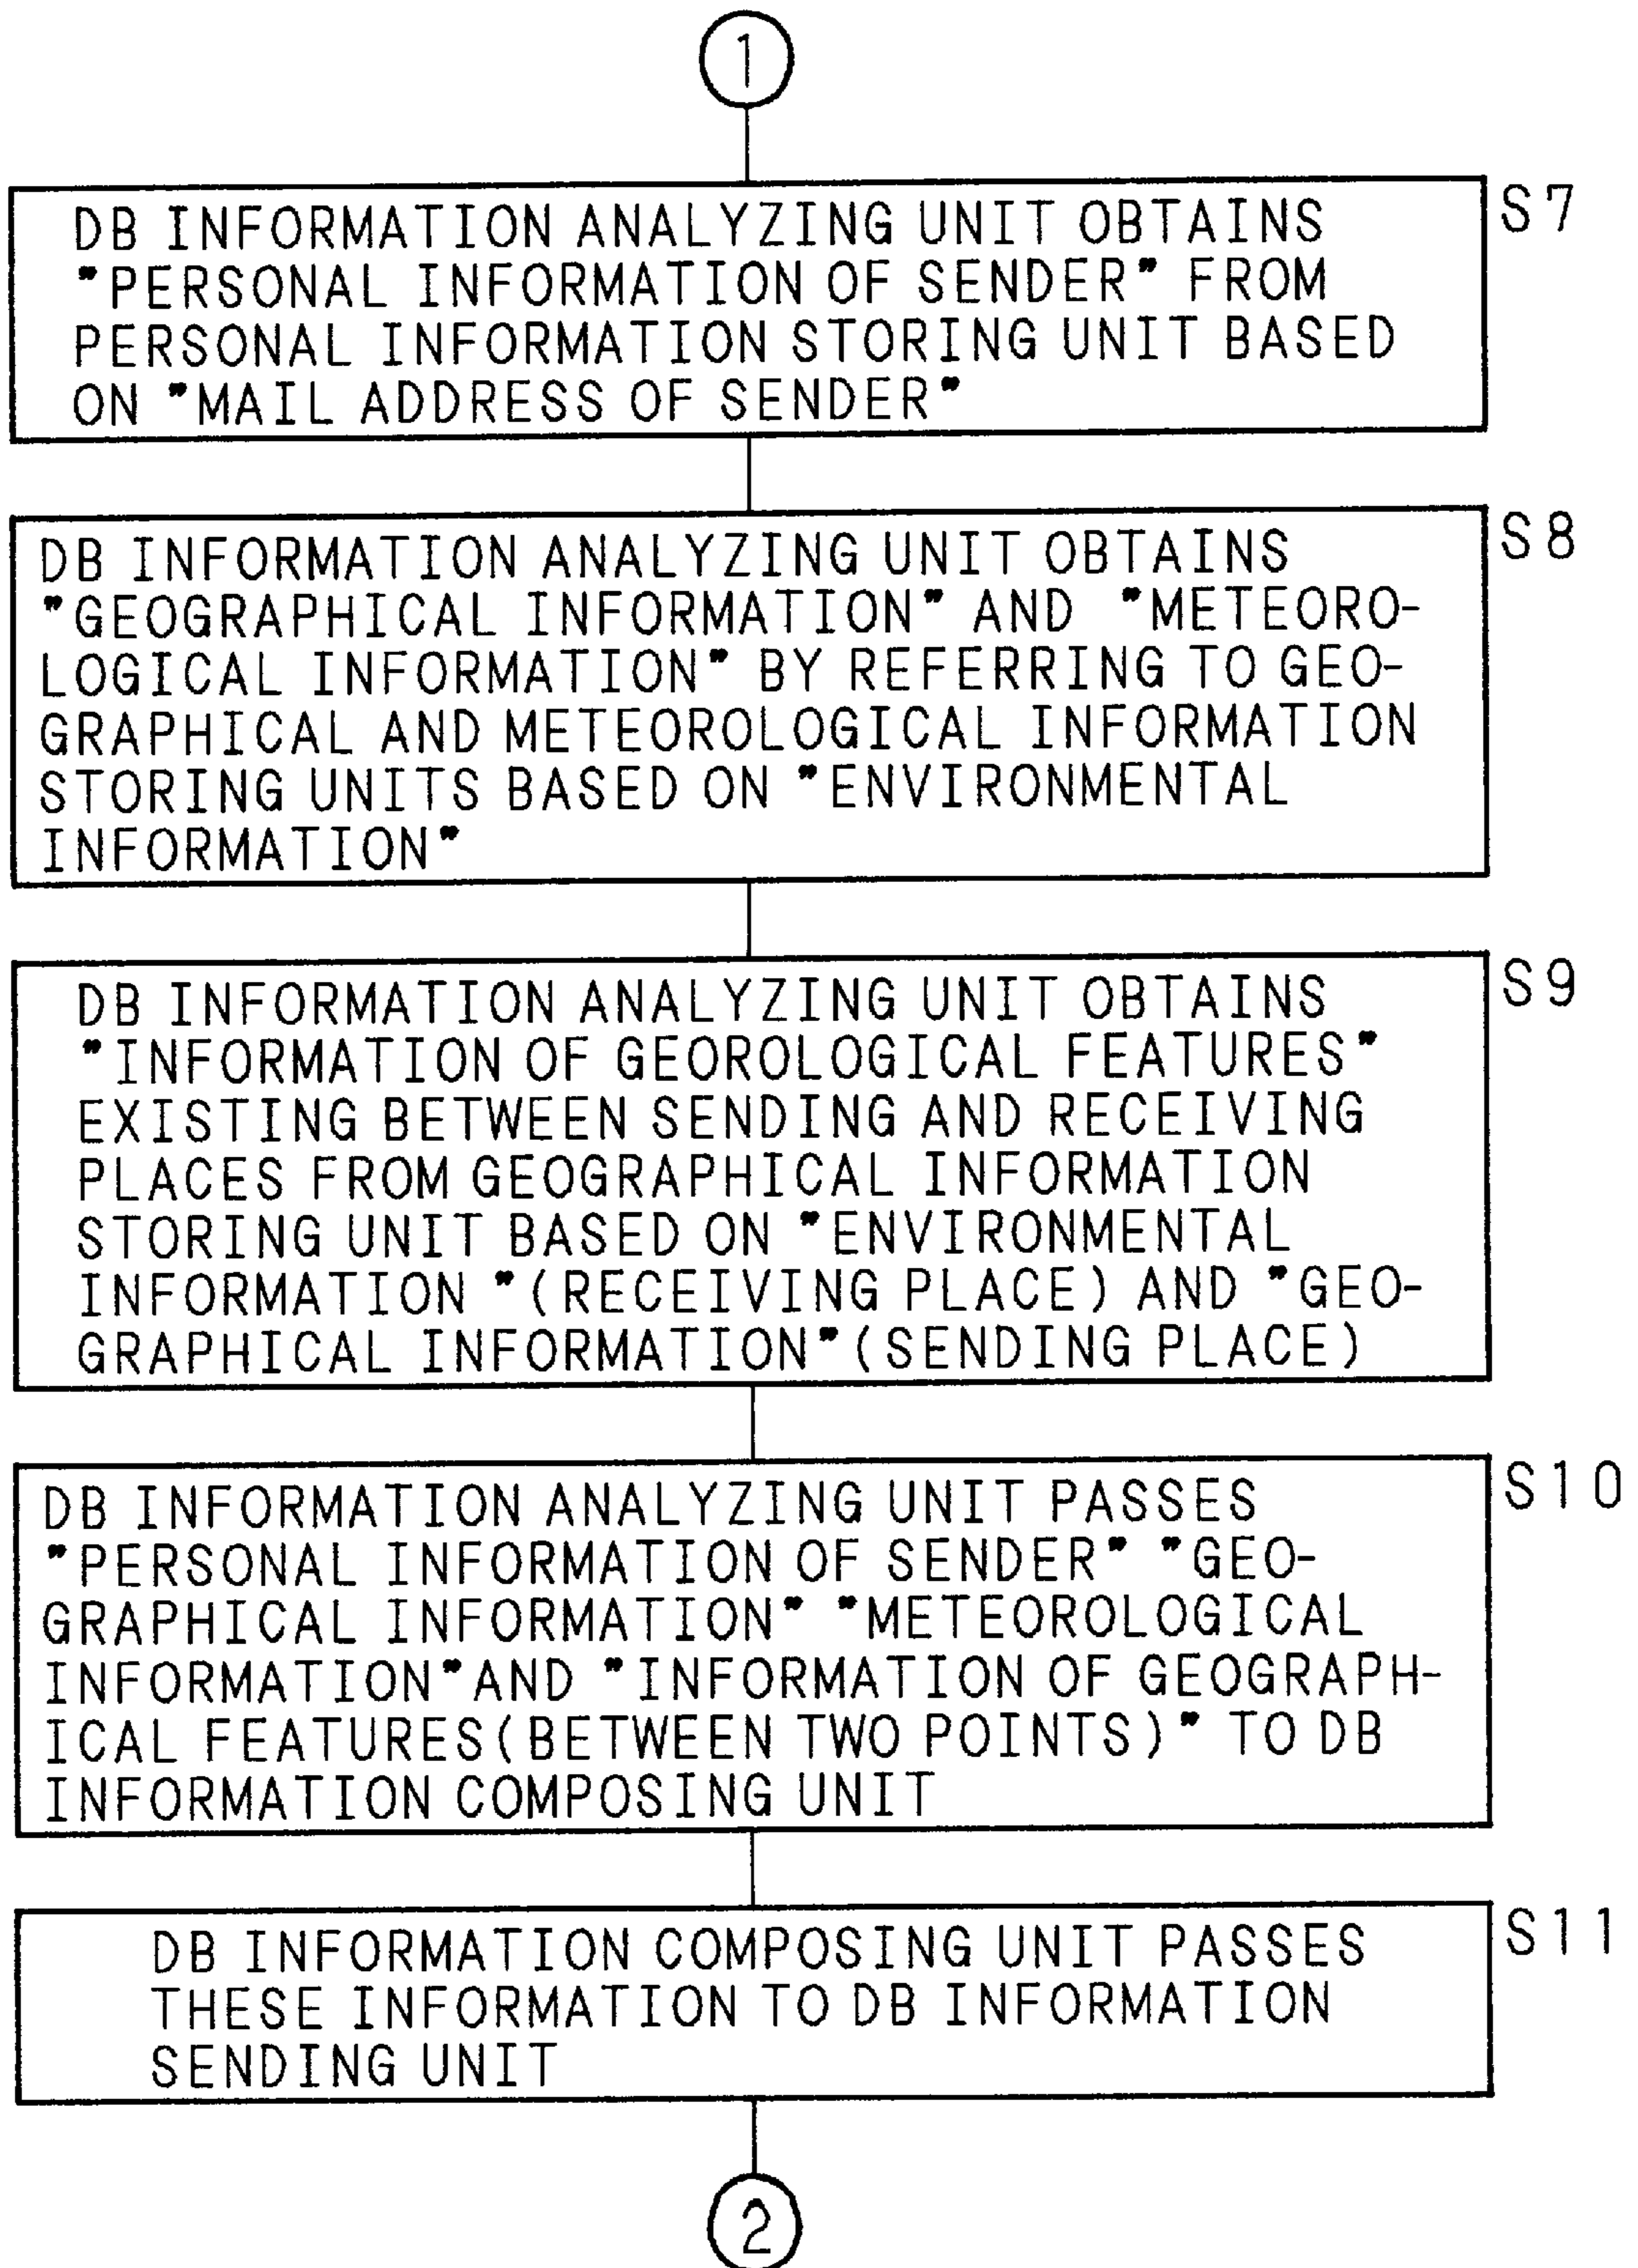 1
DB INFORMATION ANALYZING UNIT OBTAINS
"PERSONAL INFORMATION OF SENDER" FROM
PERSONAL INFORMATION STORING UNIT BASED
ON "MAIL ADDRESS OF SENDER"
S7
DB INFORMATION ANALYZING UNIT OBTAINS
"GEOGRAPHICAL INFORMATION" AND "METEORO-
LOGICAL INFORMATION" BY REFERRING TO GEO-
GRAPHICAL AND METEOROLOGICAL INFORMATION
STORING UNITS BASED ON "ENVIRONMENTAL
INFORMATION"
S8
DB INFORMATION ANALYZING UNIT OBTAINS
"INFORMATION OF GEOROLOGICAL FEATURES"
EXISTING BETWEEN SENDING AND RECEIVING
PLACES FROM GEOGRAPHICAL INFORMATION
STORING UNIT BASED ON "ENVIRONMENTAL
INFORMATION "(RECEIVING PLACE) AND "GEO-
GRAPHICAL INFORMATION"(SENDING PLACE)
S9
DB INFORMATION ANALYZING UNIT PASSES
"PERSONAL INFORMATION OF SENDER" "GEO-
GRAPHICAL INFORMATION" "METEOROLOGICAL
INFORMATION"AND "INFORMATION OF GEOGRAPH-
ICAL FEATURES(BETWEEN TWO POINTS)" TO DB
INFORMATION COMPOSING UNIT
S10
DB INFORMATION COMPOSING UNIT PASSES
THESE INFORMATION TO DB INFORMATION
SENDING UNIT
S11
2